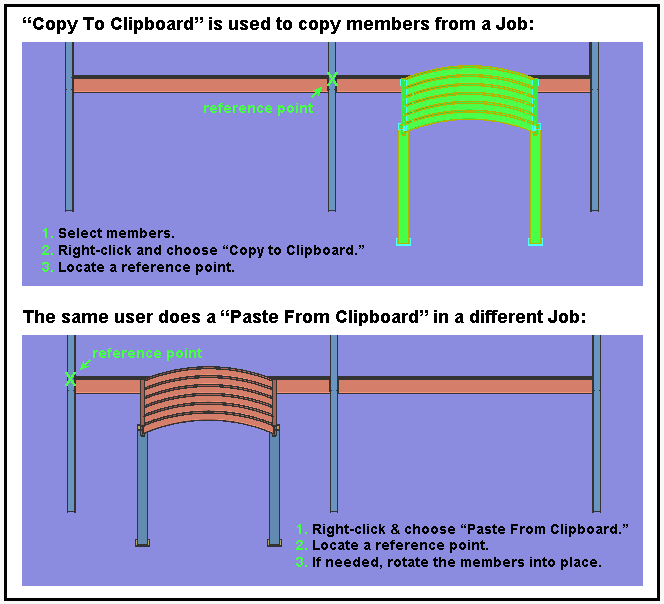 “Copy To Clipboard” is used to copy members from a Job:
X
reference point
1. Select members.
2. Right-click and choose “Copy to Clipboard.”
3. Locate a reference point.
The same user does a “Paste From Clipboard” in a different Job:
reference point
X
1. Right-click & choose “Paste From Clipboard.”
2. Locate a reference point.
3. If needed, rotate the members into place.